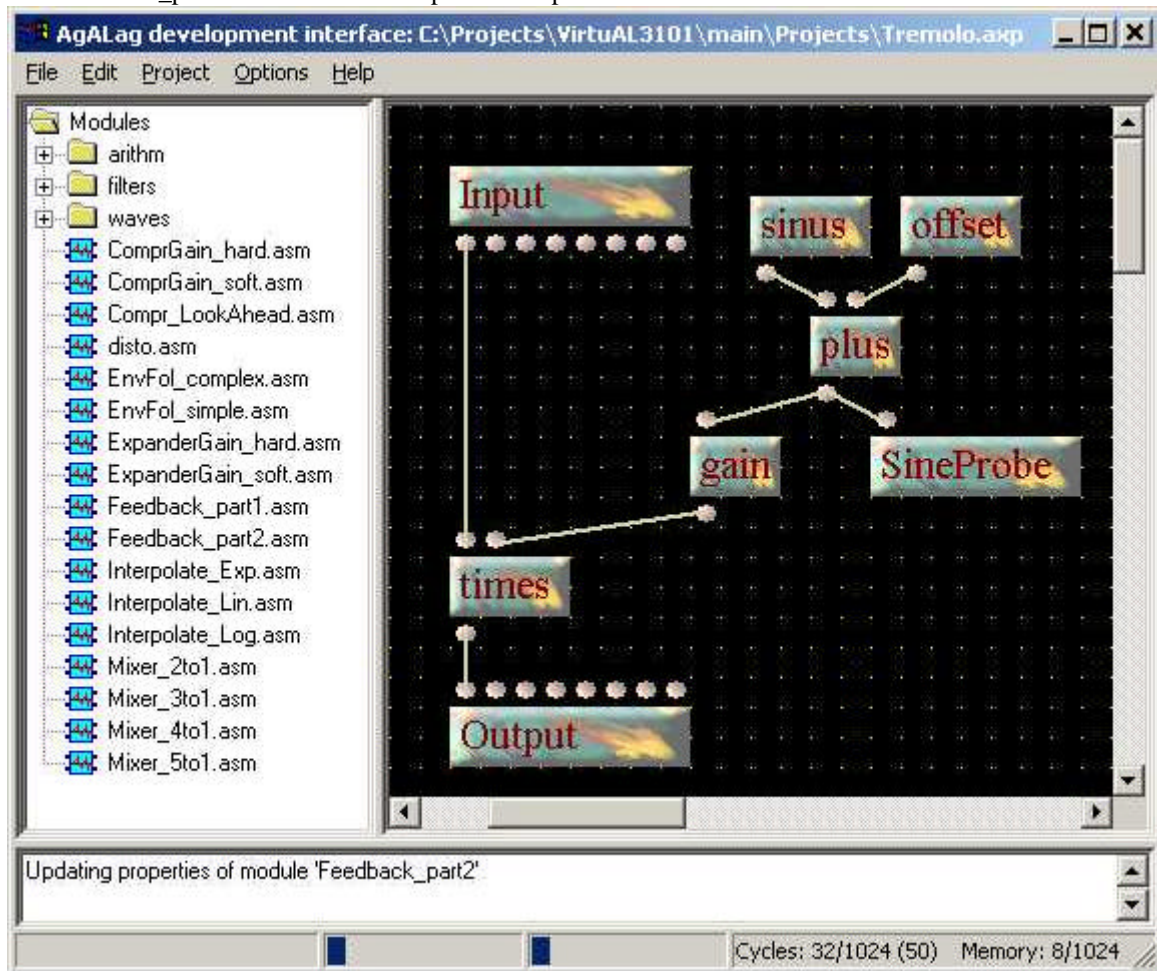 AgALag development interface: C:\Projects\VirtuAL3101\main\Projects\Tremolo.axp
File Edit Project Options Help
Modules
arithm
filters
waves
ComprGain_hard.asm
ComprGain_soft.asm
Compr_LookAhead.asm
disto.asm
EnvFol_complex.asm
EnvFol_simple.asm
ExpanderGain_hard.asm
ExpanderGain_soft.asm
Feedback_part1.asm
Feedback_part2.asm
Interpolate_Exp.asm
Interpolate_Lin.asm
Interpolate_Log.asm
Mixer_2to1.asm
Mixer_3to1.asm
Mixer_4to1.asm
Mixer_5to1.asm
Input
sinus
offset
plus
gain
SineProbe
times
Output
Updating properties of module 'Feedback_part2'
Cycles: 32/1024 (50) Memory: 8/1024